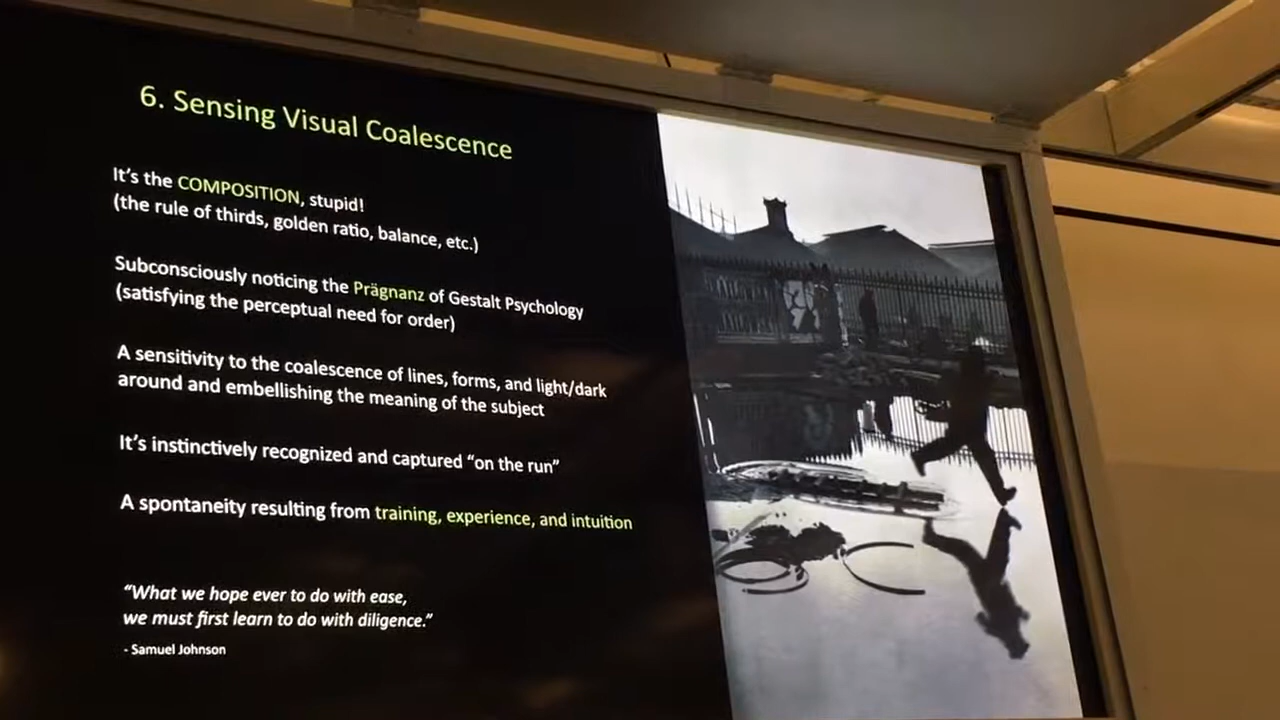 6. Sensing Visual Coalescence
It's the COMPOSITION, stupid!
(the rule of thirds, golden ratio, balance, etc.)
Subconsciously noticing the Prägnanz of Gestalt Psychology
(satisfying the perceptual need for order)
A sensitivity to the coalescence of lines, forms, and light/dark
around and embellishing the meaning of the subject
It's instinctively recognized and captured “on the run”
A spontaneity resulting from training, experience, and intuition
“What we hope ever to do with ease,
we must first learn to do with diligence.”
- Samuel Johnson